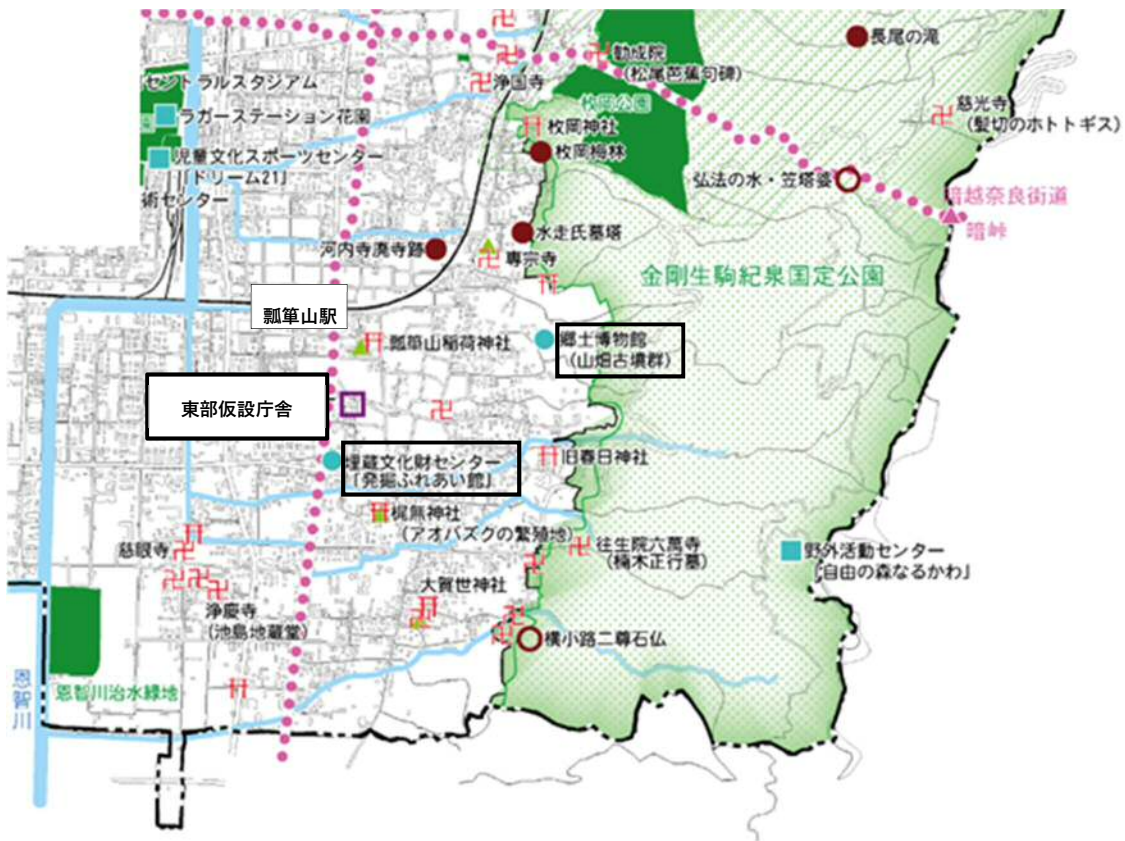 長尾の滝
勧成院
(松尾芭蕉句碑)
浄国寺
セントラルスタジアム
ラガーステーション花園
枚岡公園
慈光寺
(髪切のホトトギス)
枚岡神社
枚岡梅林
児童文化スポーツセンター
「ドリーム21」
術センター
弘法の水・笠塔婆
暗越奈良街道
暗峠
水走氏墓塔
河内寺廃寺跡
専宗寺
金剛生駒紀泉国定公園
瓢箪山駅
瓢箪山稲荷神社
郷土博物館
(山畑古墳群)
東部仮設庁舎
埋蔵文化財センター
「発掘ふれあい館」
旧春日神社
梶無神社
(アオバズクの繁殖地)
慈眼寺
往生院六萬寺
(楠木正行墓)
野外活動センター
「自由の森なるかわ」
大賀世神社
浄慶寺
(池島地蔵堂)
横小路二尊石仏
恩智川
恩智川治水緑地